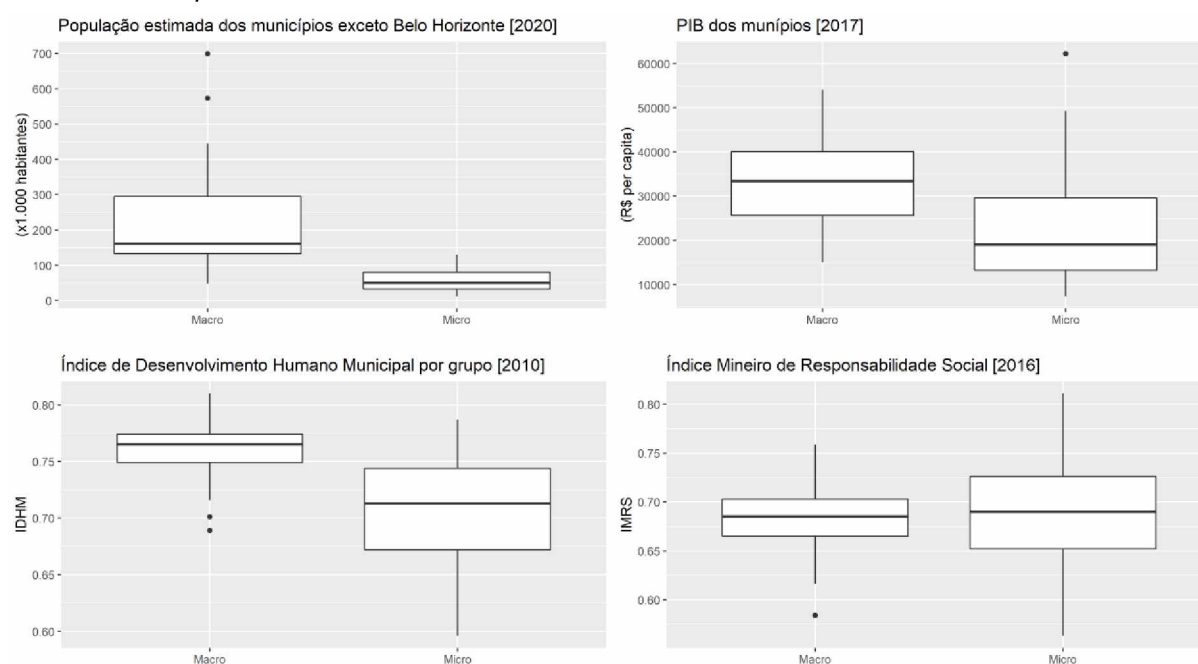 População estimada dos municípios exceto Belo Horizonte [2020]
(x1.000 habitantes)
700
600
500
400
300
200
100
0
Macro
Micro
PIB dos munípios [2017]
(R$ per capita)
60000
50000
40000
30000
20000
10000
Macro
Micro
Índice de Desenvolvimento Humano Municipal por grupo [2010]
IDHM
0.80
0.75
0.70
0.65
0.60
Macro
Micro
Índice Mineiro de Responsabilidade Social [2016]
IMRS
0.80
0.75
0.70
0.65
0.60
Macro
Micro